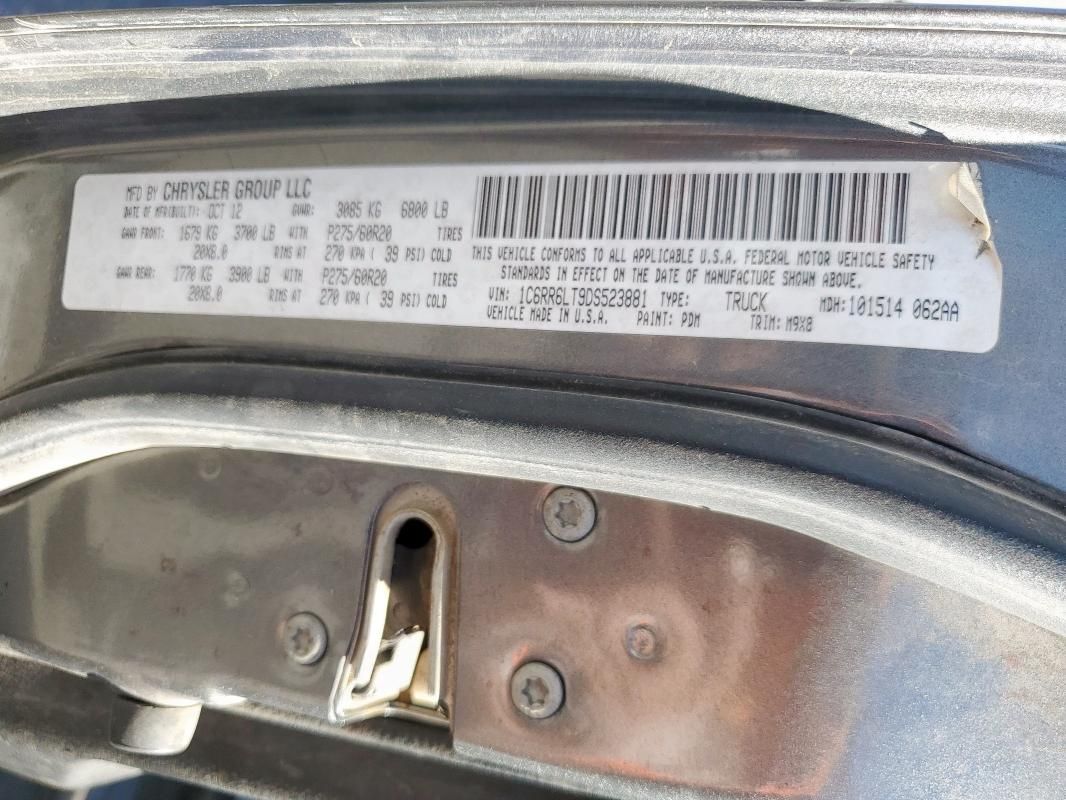 MFD BY CHRYSLER GROUP LLC
DATE OF MFR(BUILT): OCT 12 GVWR: 3085 KG 6800 LB
GAWR FRONT: 1679 KG 3700 LB WITH P275/60R20 TIRES
20X8.0 RIMS AT 270 KPA ( 39 PSI) COLD
GAWR REAR: 1770 KG 3900 LB WITH P275/60R20 TIRES
20X8.0 RIMS AT 270 KPA ( 39 PSI) COLD
THIS VEHICLE CONFORMS TO ALL APPLICABLE U.S.A. FEDERAL MOTOR VEHICLE SAFETY
STANDARDS IN EFFECT ON THE DATE OF MANUFACTURE SHOWN ABOVE.
VIN: 1C6RR6LT9DS523881 TYPE: TRUCK MDH:101514 062AA
VEHICLE MADE IN U.S.A. PAINT: PDM TRIM: M9X8